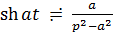 sh at ≓ a/(p²−a²)